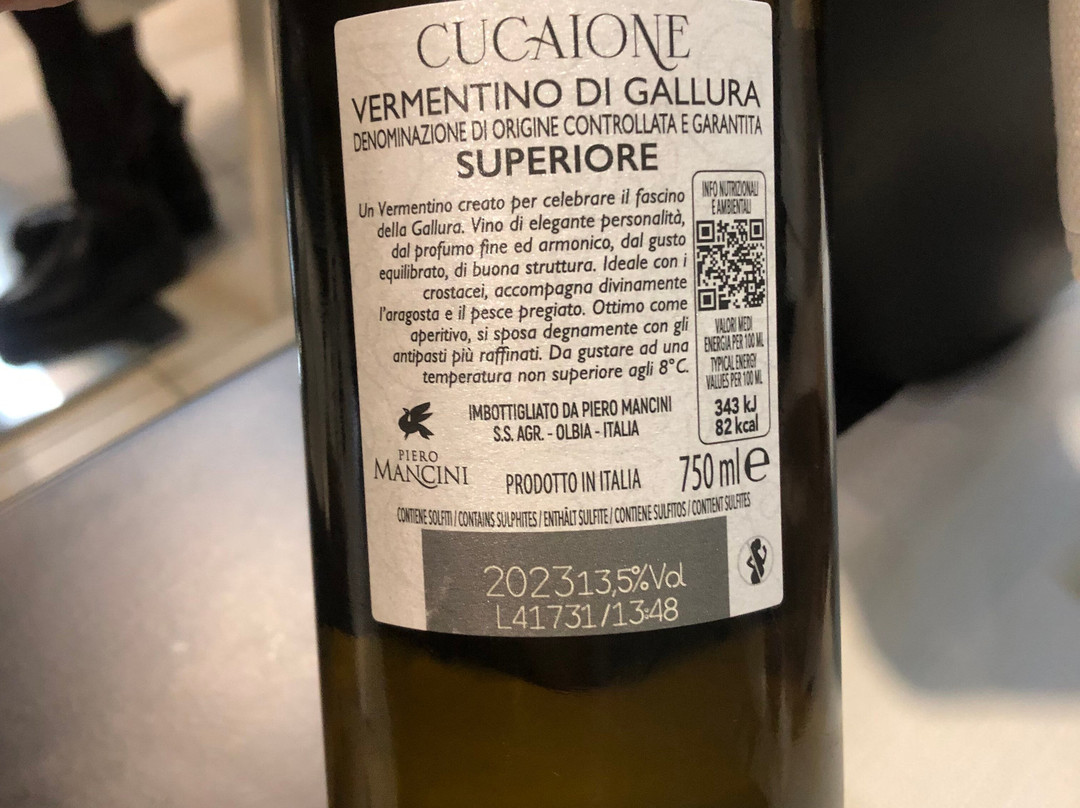 CUCAIONE
VERMENTINO DI GALLURA
DENOMINAZIONE DI ORIGINE CONTROLLATA E GARANTITA
SUPERIORE
Un Vermentino creato per celebrare il fascino
della Gallura. Vino di elegante personalità,
dal profumo fine ed armonico, dal gusto
equilibrato, di buona struttura. Ideale con i
crostacei, accompagna divinamente
l'aragosta e il pesce pregiato. Ottimo come
aperitivo, si sposa degnamente con gli
antipasti più raffinati. Da gustare ad una
temperatura non superiore agli 8°C.
INFO NUTRIZIONALI
E AMBIENTALI
VALORI MEDI
ENERGIA PER 100 ML
TYPICAL ENERGY
VALUES PER 100 ML
343 kJ
82 kcal
IMBOTTIGLIATO DA PIERO MANCINI
S.S. AGR. - OLBIA - ITALIA
PIERO
MANCINI
PRODOTTO IN ITALIA
750 ml e
CONTIENE SOLFITI / CONTAINS SULPHITES / ENTHÄLT SULFITE / CONTIENE SULFITOS / CONTIENT SULFITES
2023 13,5%Vol
L41731/13:48